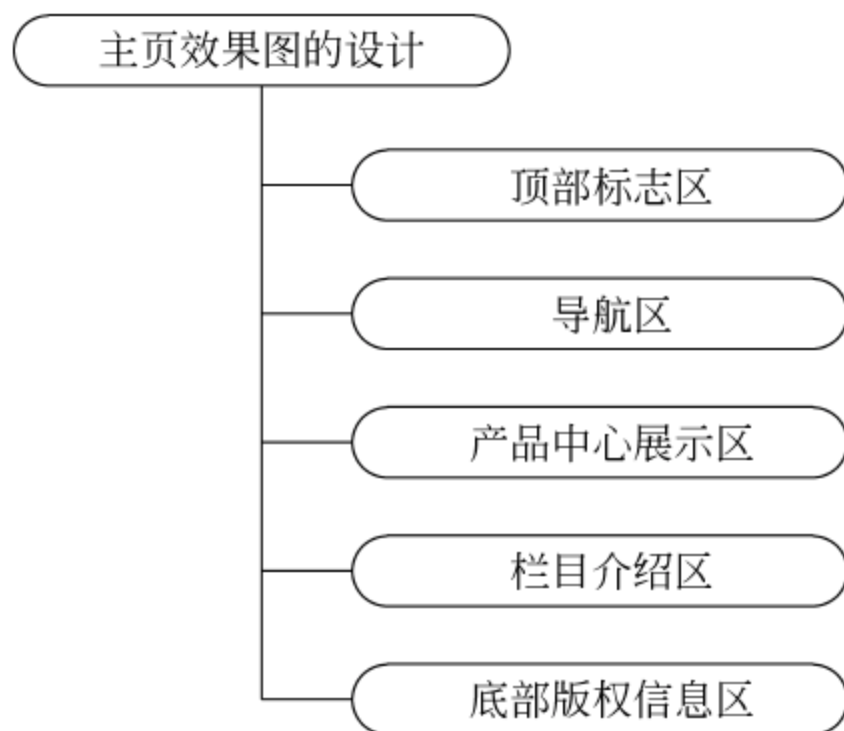 主页效果图的设计
顶部标志区
导航区
产品中心展示区
栏目介绍区
底部版权信息区